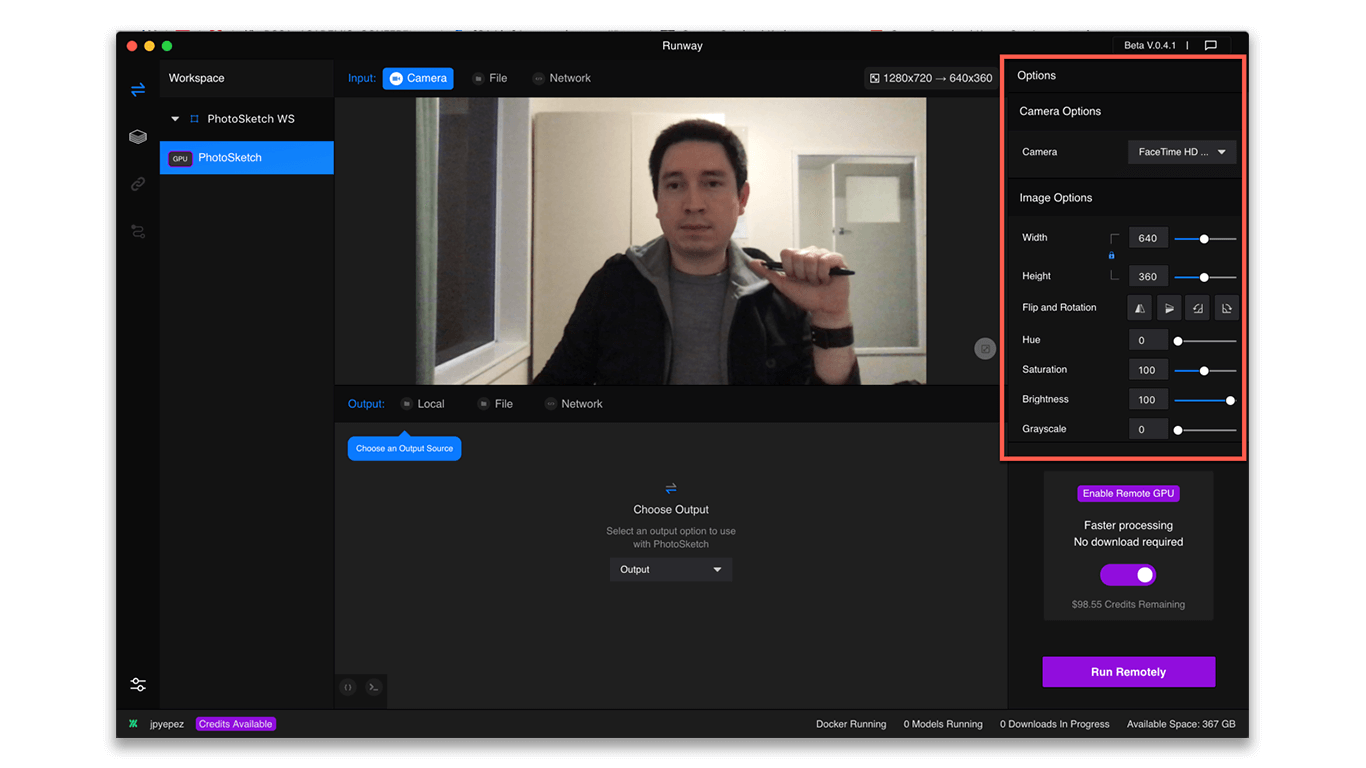 Runway
Beta V.0.4.1 |
Workspace
PhotoSketch WS
GPU PhotoSketch
Input: Camera File Network
1280x720 → 640x360
Options
Camera Options
Camera FaceTime HD ...
Image Options
Width 640
Height 360
Flip and Rotation
Hue 0
Saturation 100
Brightness 100
Grayscale 0
Output: Local File Network
Choose an Output Source
Choose Output
Select an output option to use
with PhotoSketch
Output
Enable Remote GPU
Faster processing
No download required
$98.55 Credits Remaining
Run Remotely
jpyepez Credits Available
Docker Running 0 Models Running 0 Downloads In Progress Available Space: 367 GB